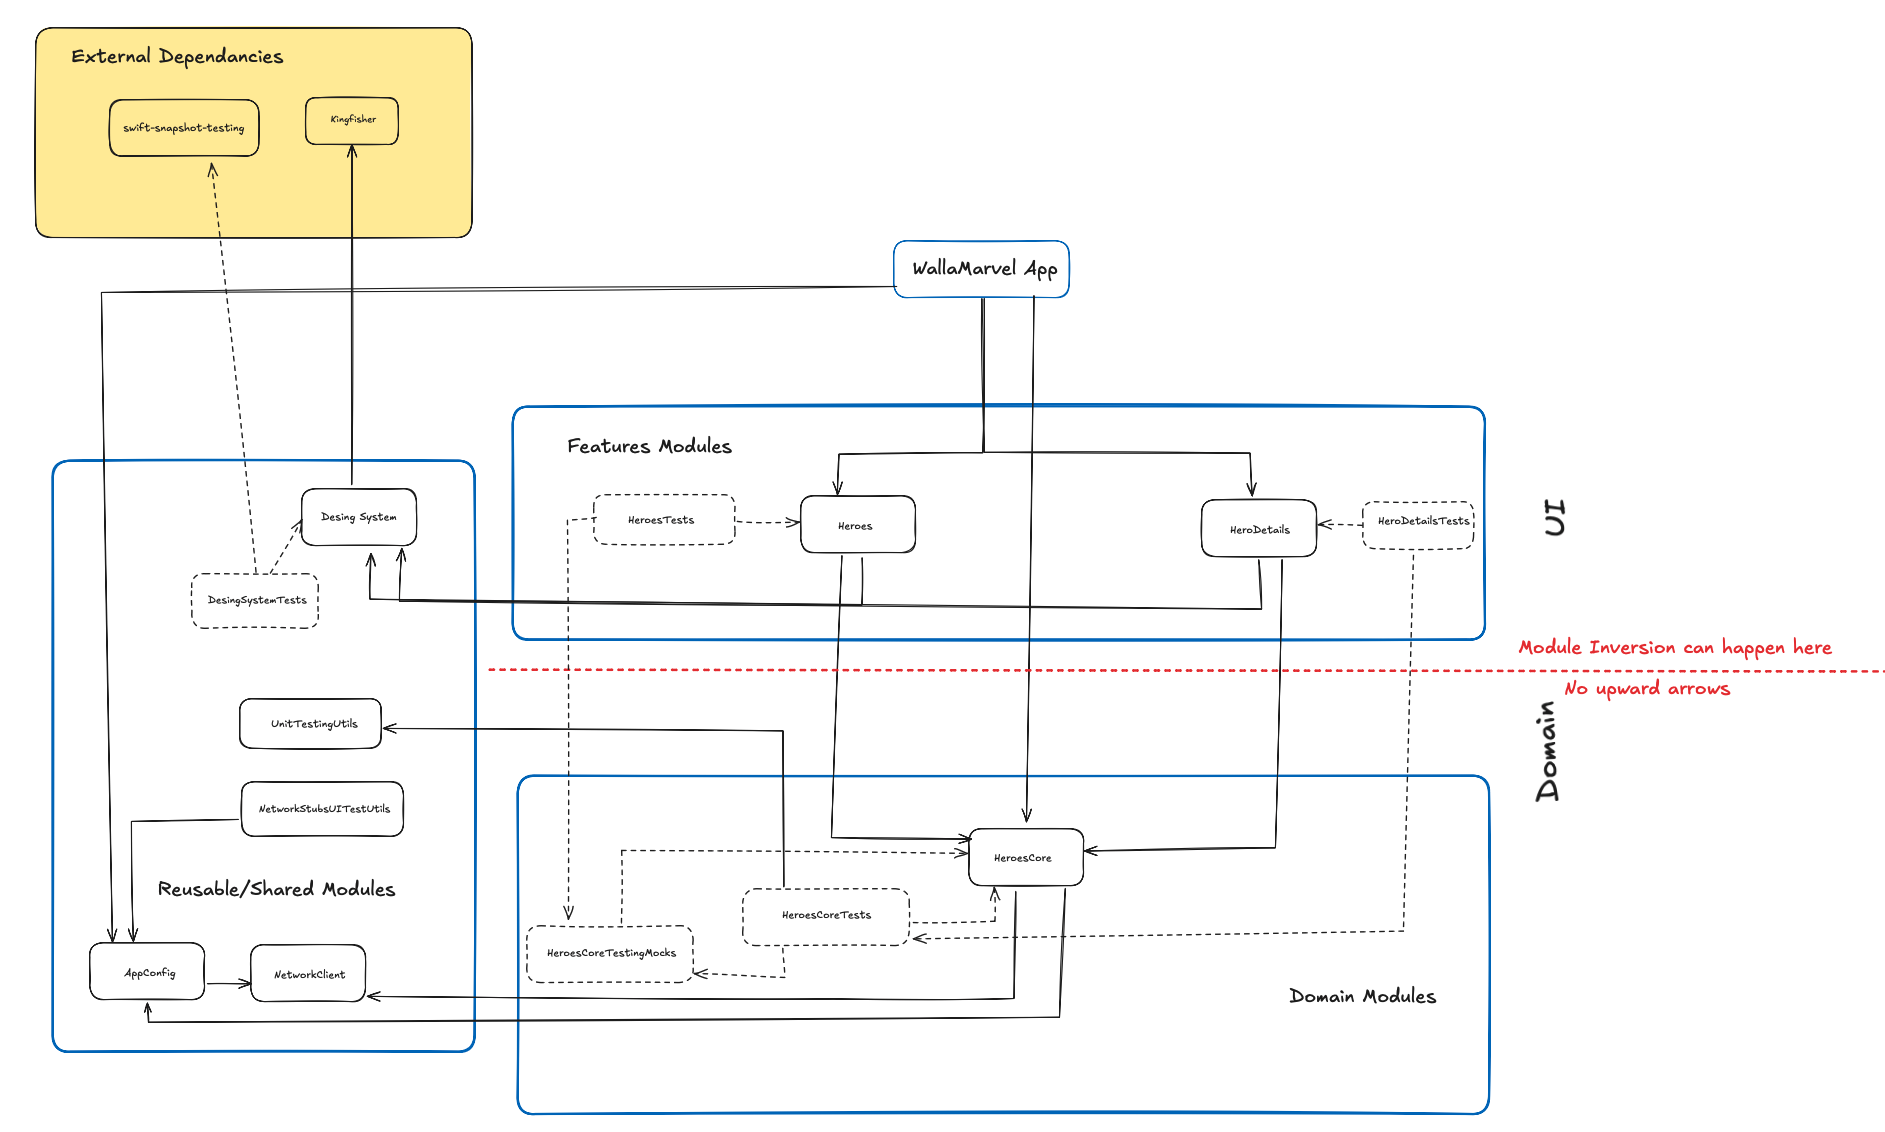 External Dependancies
swift-snapshot-testing
Kingfisher
WallaMarvel App
Features Modules
HeroesTests
Heroes
HeroDetails
HeroDetailsTests
UI
Desing System
DesingSystemTests
Module Inversion can happen here
No upward arrows
Domain
UnitTestingUtils
NetworkStubsUITestUtils
Reusable/Shared Modules
AppConfig
NetworkClient
HeroesCore
HeroesCoreTests
HeroesCoreTestingMocks
Domain Modules